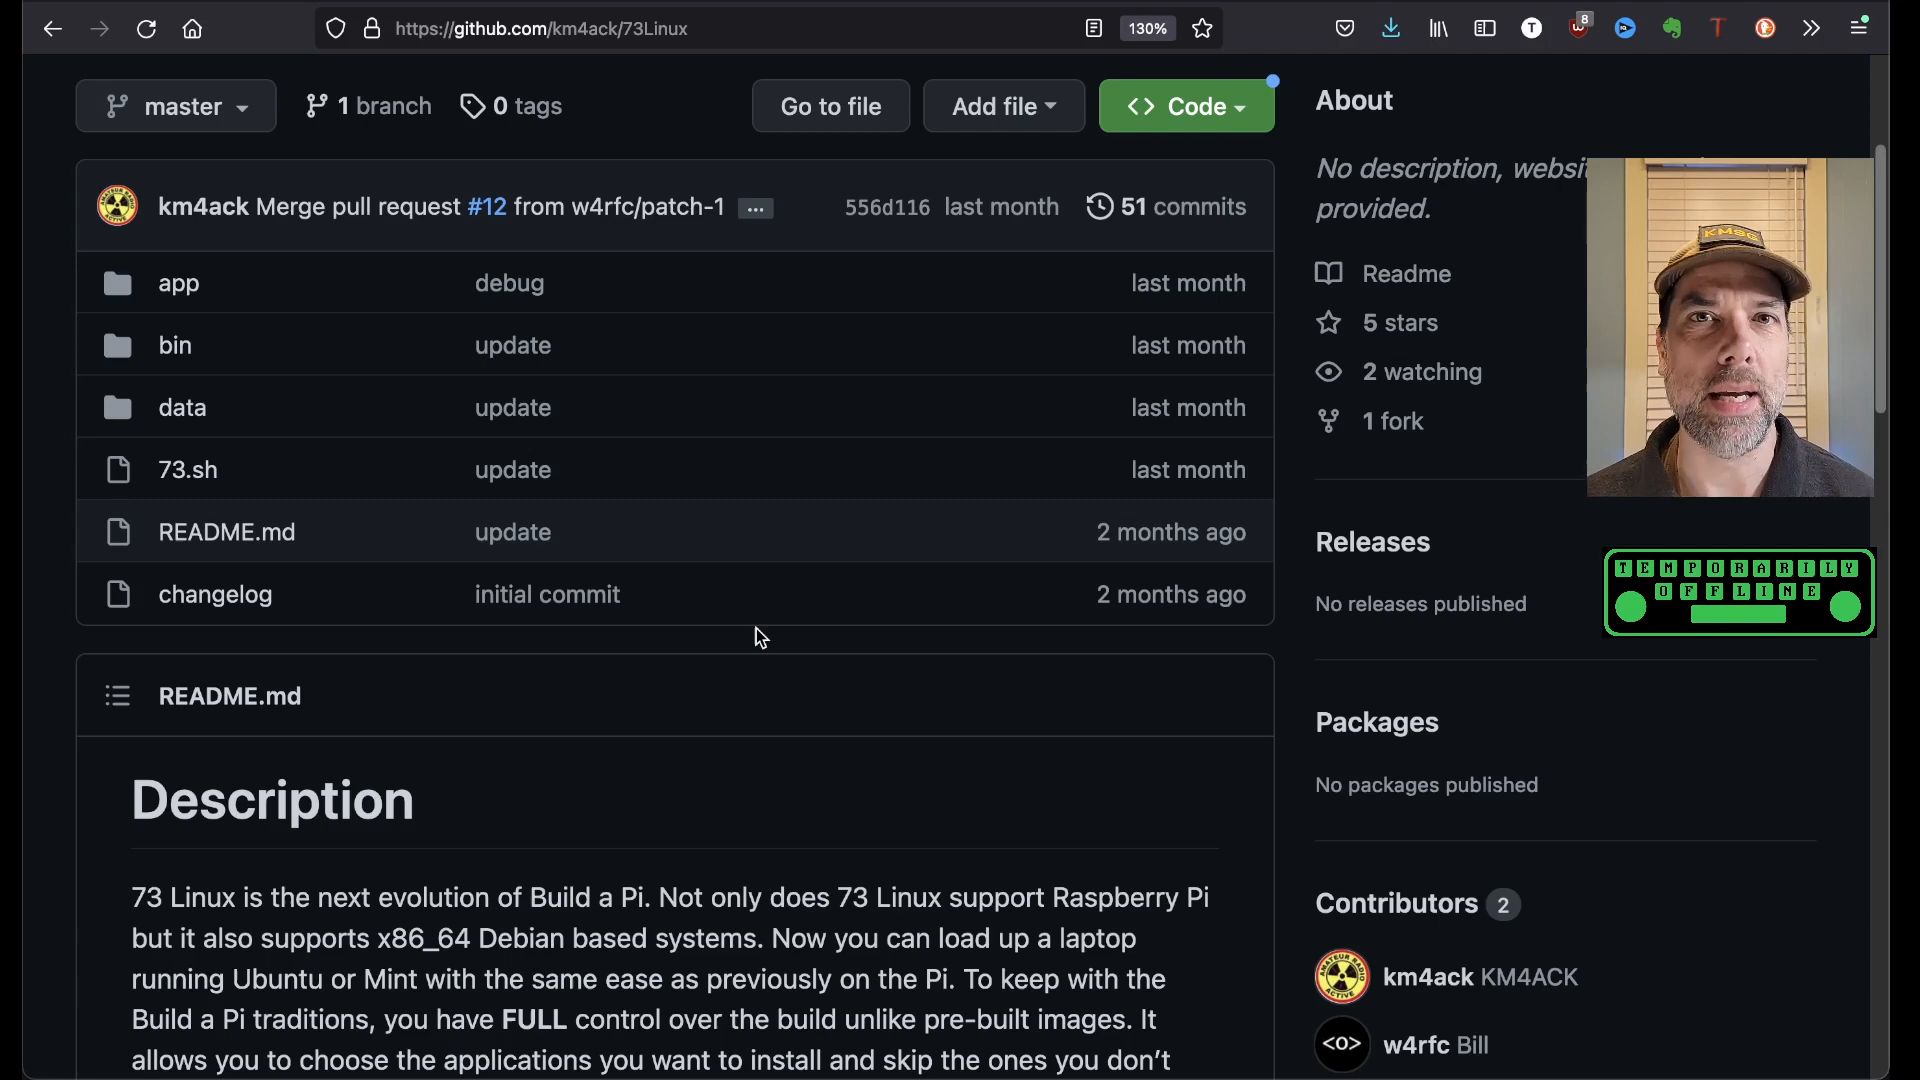 https://github.com/km4ack/73Linux
130%
T
8
T
master
1 branch
0 tags
Go to file
Add file
<> Code
About
No description, websi
provided.
km4ack Merge pull request #12 from w4rfc/patch-1 ...
556d116 last month
51 commits
app debug last month
bin update last month
data update last month
73.sh update last month
README.md update 2 months ago
changelog initial commit 2 months ago
Readme
5 stars
2 watching
1 fork
KMSG
Releases
No releases published
TEMPORARILY
OFFLINE
Packages
No packages published
Contributors 2
AMATEUR RADIO
ACTIVE
km4ack KM4ACK
<O> w4rfc Bill
README.md
Description
73 Linux is the next evolution of Build a Pi. Not only does 73 Linux support Raspberry Pi
but it also supports x86_64 Debian based systems. Now you can load up a laptop
running Ubuntu or Mint with the same ease as previously on the Pi. To keep with the
Build a Pi traditions, you have FULL control over the build unlike pre-built images. It
allows you to choose the applications you want to install and skip the ones you don’t